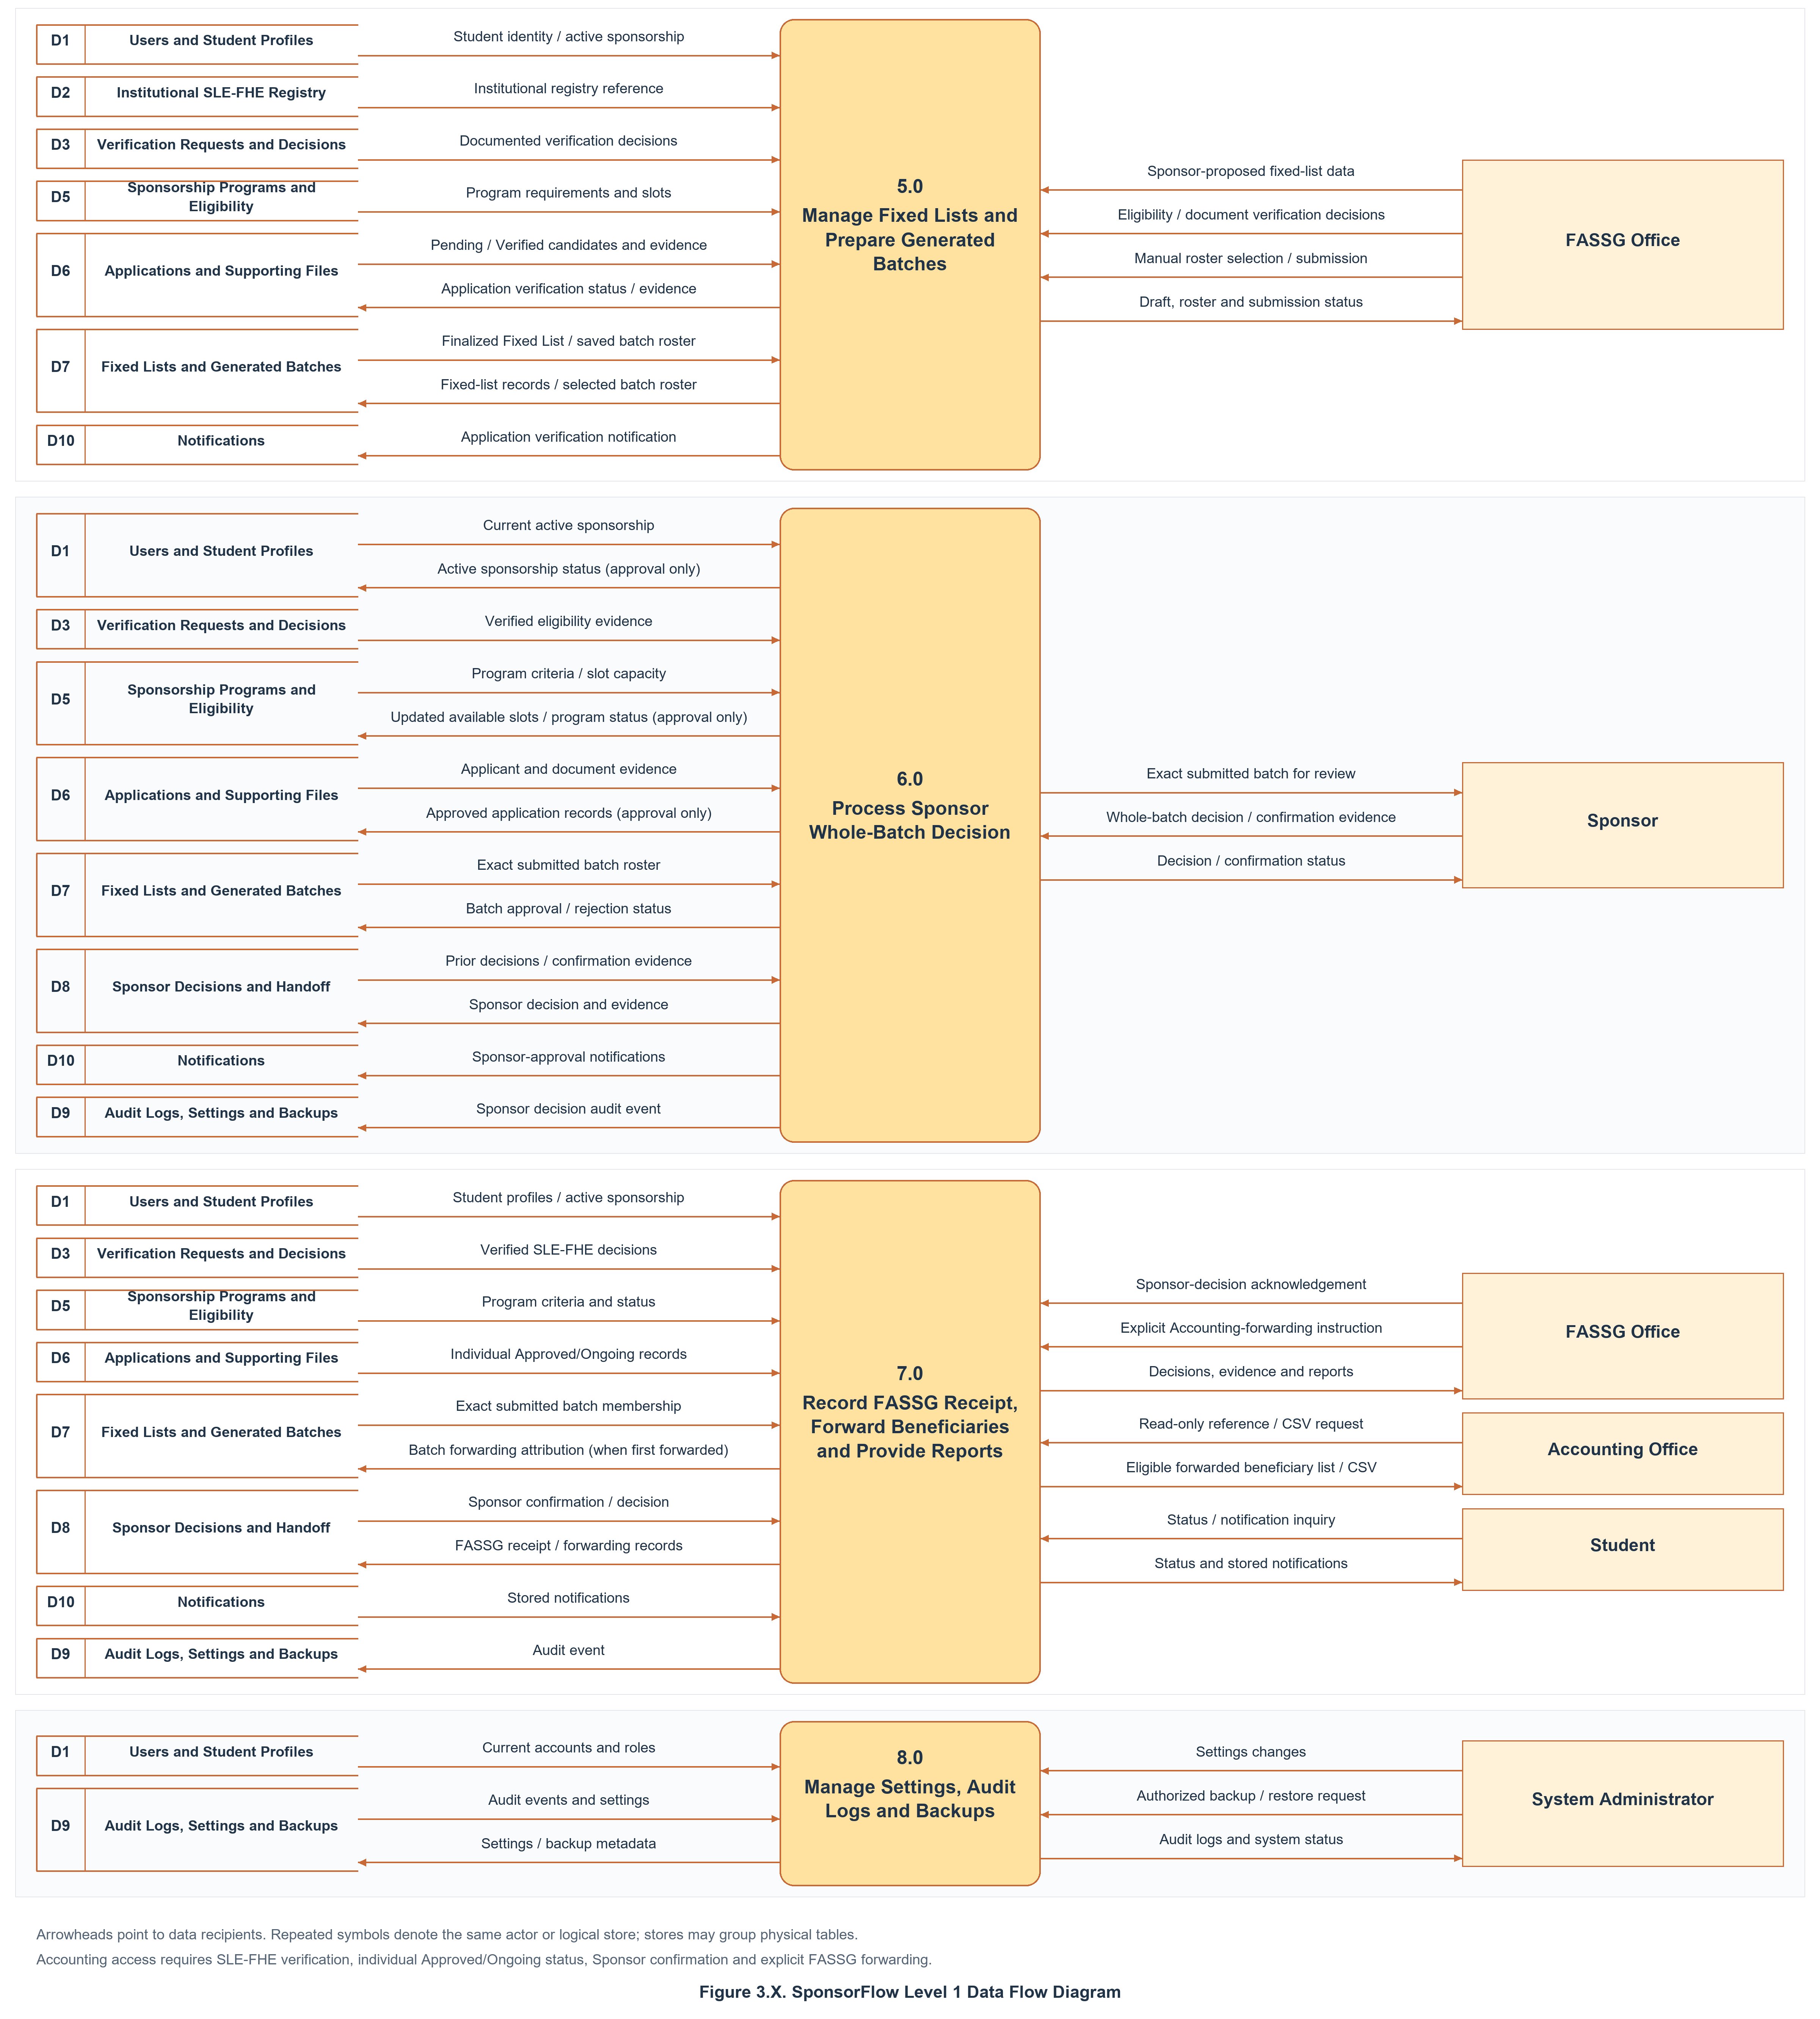 D1
Users and Student Profiles
Student identity / active sponsorship
D2
Institutional SLE-FHE Registry
Institutional registry reference
D3
Verification Requests and Decisions
Documented verification decisions
D5
Sponsorship Programs and
Eligibility
Program requirements and slots
D6
Applications and Supporting Files
Pending / Verified candidates and evidence
Application verification status / evidence
D7
Fixed Lists and Generated Batches
Finalized Fixed List / saved batch roster
Fixed-list records / selected batch roster
D10
Notifications
Application verification notification
5.0
Manage Fixed Lists and
Prepare Generated
Batches
Sponsor-proposed fixed-list data
Eligibility / document verification decisions
Manual roster selection / submission
Draft, roster and submission status
FASSG Office
D1
Users and Student Profiles
Current active sponsorship
Active sponsorship status (approval only)
D3
Verification Requests and Decisions
Verified eligibility evidence
D5
Sponsorship Programs and
Eligibility
Program criteria / slot capacity
Updated available slots / program status (approval only)
D6
Applications and Supporting Files
Applicant and document evidence
Approved application records (approval only)
D7
Fixed Lists and Generated Batches
Exact submitted batch roster
Batch approval / rejection status
D8
Sponsor Decisions and Handoff
Prior decisions / confirmation evidence
Sponsor decision and evidence
D10
Notifications
Sponsor-approval notifications
D9
Audit Logs, Settings and Backups
Sponsor decision audit event
6.0
Process Sponsor
Whole-Batch Decision
Exact submitted batch for review
Whole-batch decision / confirmation evidence
Decision / confirmation status
Sponsor
D1
Users and Student Profiles
Student profiles / active sponsorship
D3
Verification Requests and Decisions
Verified SLE-FHE decisions
D5
Sponsorship Programs and
Eligibility
Program criteria and status
D6
Applications and Supporting Files
Individual Approved/Ongoing records
D7
Fixed Lists and Generated Batches
Exact submitted batch membership
Batch forwarding attribution (when first forwarded)
D8
Sponsor Decisions and Handoff
Sponsor confirmation / decision
FASSG receipt / forwarding records
D10
Notifications
Stored notifications
D9
Audit Logs, Settings and Backups
Audit event
7.0
Record FASSG Receipt,
Forward Beneficiaries
and Provide Reports
Sponsor-decision acknowledgement
Explicit Accounting-forwarding instruction
Decisions, evidence and reports
FASSG Office
Read-only reference / CSV request
Eligible forwarded beneficiary list / CSV
Accounting Office
Status / notification inquiry
Status and stored notifications
Student
D1
Users and Student Profiles
Current accounts and roles
D9
Audit Logs, Settings and Backups
Audit events and settings
Settings / backup metadata
8.0
Manage Settings, Audit
Logs and Backups
Settings changes
Authorized backup / restore request
Audit logs and system status
System Administrator
Arrowheads point to data recipients. Repeated symbols denote the same actor or logical store; stores may group physical tables.
Accounting access requires SLE-FHE verification, individual Approved/Ongoing status, Sponsor confirmation and explicit FASSG forwarding.
Figure 3.X. SponsorFlow Level 1 Data Flow Diagram